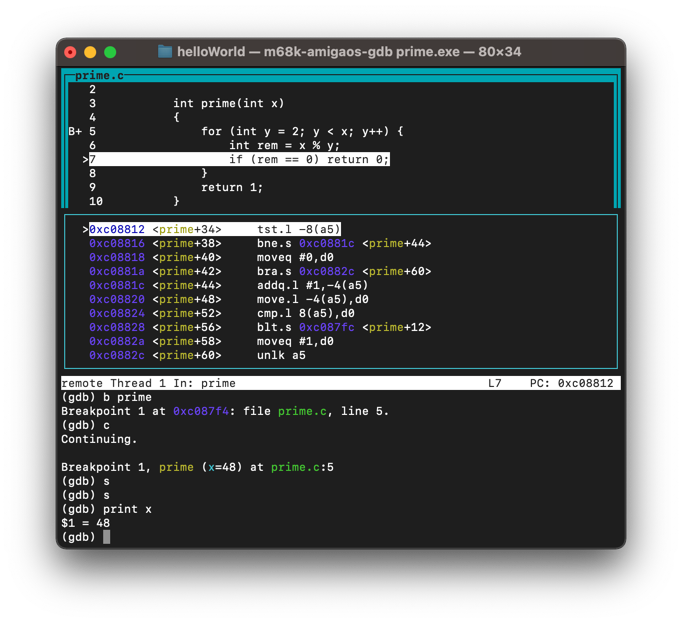 helloWorld — m68k-amigaos-gdb prime.exe — 80×34
prime.c
2
3 int prime(int x)
4 {
B+ 5 for (int y = 2; y < x; y++) {
6 int rem = x % y;
>7 if (rem == 0) return 0;
8 }
9 return 1;
10 }
>0xc08812 <prime+34> tst.l -8(a5)
0xc08816 <prime+38> bne.s 0xc0881c <prime+44>
0xc08818 <prime+40> moveq #0,d0
0xc0881a <prime+42> bra.s 0xc0882c <prime+60>
0xc0881c <prime+44> addq.l #1,-4(a5)
0xc08820 <prime+48> move.l -4(a5),d0
0xc08824 <prime+52> cmp.l 8(a5),d0
0xc08828 <prime+56> blt.s 0xc087fc <prime+12>
0xc0882a <prime+58> moveq #1,d0
0xc0882c <prime+60> unlk a5
remote Thread 1 In: prime L7 PC: 0xc08812
(gdb) b prime
Breakpoint 1 at 0xc087f4: file prime.c, line 5.
(gdb) c
Continuing.
Breakpoint 1, prime (x=48) at prime.c:5
(gdb) s
(gdb) s
(gdb) print x
$1 = 48
(gdb)